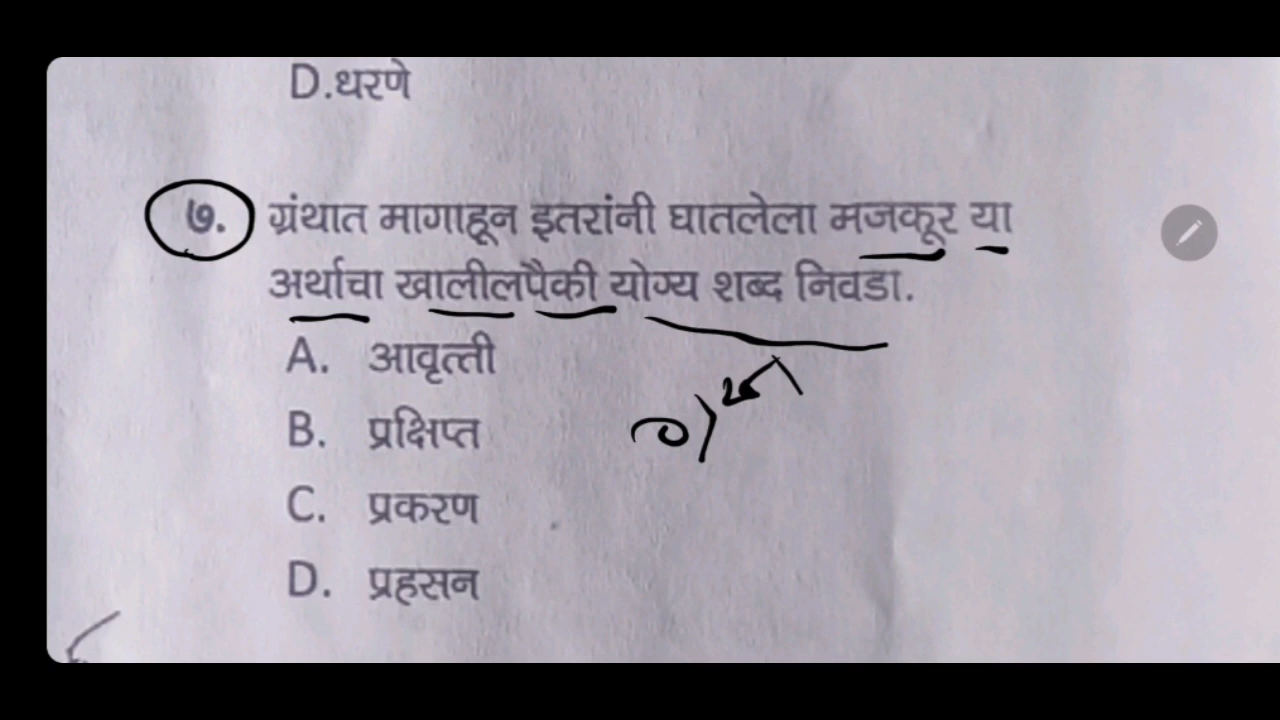 D.धरणे
७. ग्रंथात मागाहून इतरांनी घातलेला मजकूर या
अर्थाचा खालीलपैकी योग्य शब्द निवडा.
A. आवृत्ती
B. प्रक्षिप्त
C. प्रकरण
D. प्रहसन